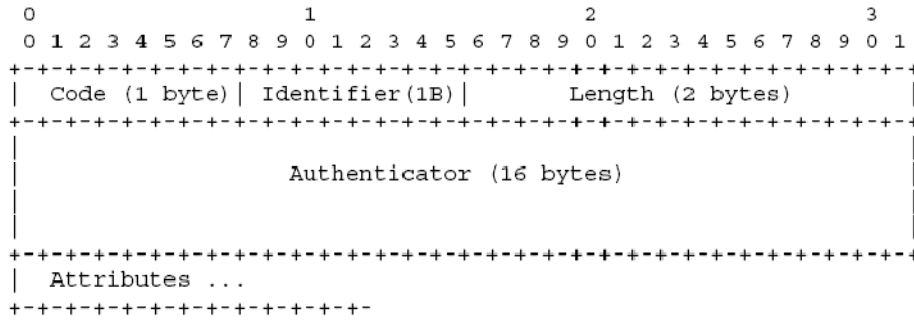 0                   1                   2                   3
 0 1 2 3 4 5 6 7 8 9 0 1 2 3 4 5 6 7 8 9 0 1 2 3 4 5 6 7 8 9 0 1
+-+-+-+-+-+-+-+-+-+-+-+-+-+-+-+-+-+-+-+-+-+-+-+-+-+-+-+-+-+-+-+-+
|  Code (1 byte)| Identifier(1B)|       Length (2 bytes)        |
+-+-+-+-+-+-+-+-+-+-+-+-+-+-+-+-+-+-+-+-+-+-+-+-+-+-+-+-+-+-+-+-+
|                                                               |
|                   Authenticator (16 bytes)                    |
|                                                               |
|                                                               |
+-+-+-+-+-+-+-+-+-+-+-+-+-+-+-+-+-+-+-+-+-+-+-+-+-+-+-+-+-+-+-+-+
|  Attributes ...
+-+-+-+-+-+-+-+-+-+-+-+-+-